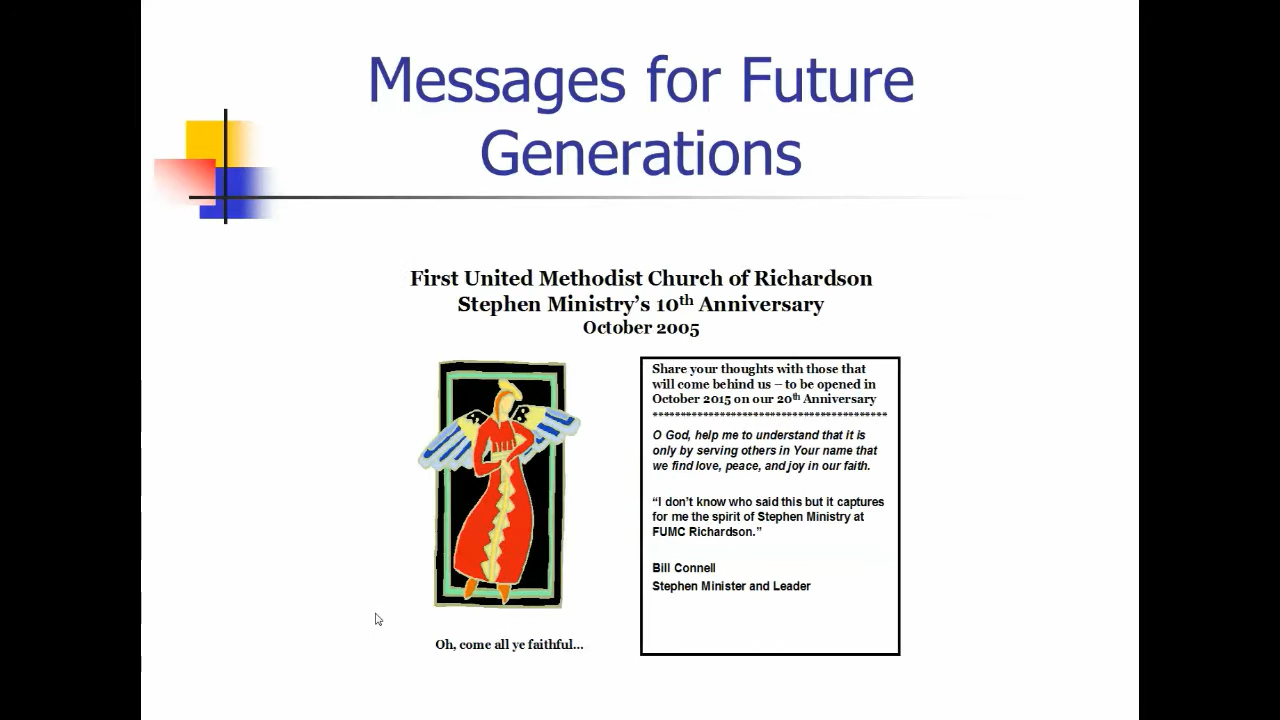 Messages for Future
Generations
First United Methodist Church of Richardson
Stephen Ministry's 10th Anniversary
October 2005
Share your thoughts with those that
will come behind us – to be opened in
October 2015 on our 20th Anniversary
******************************************
O God, help me to understand that it is
only by serving others in Your name that
we find love, peace, and joy in our faith.
“I don't know who said this but it captures
for me the spirit of Stephen Ministry at
FUMC Richardson.”
Bill Connell
Stephen Minister and Leader
Oh, come all ye faithful...